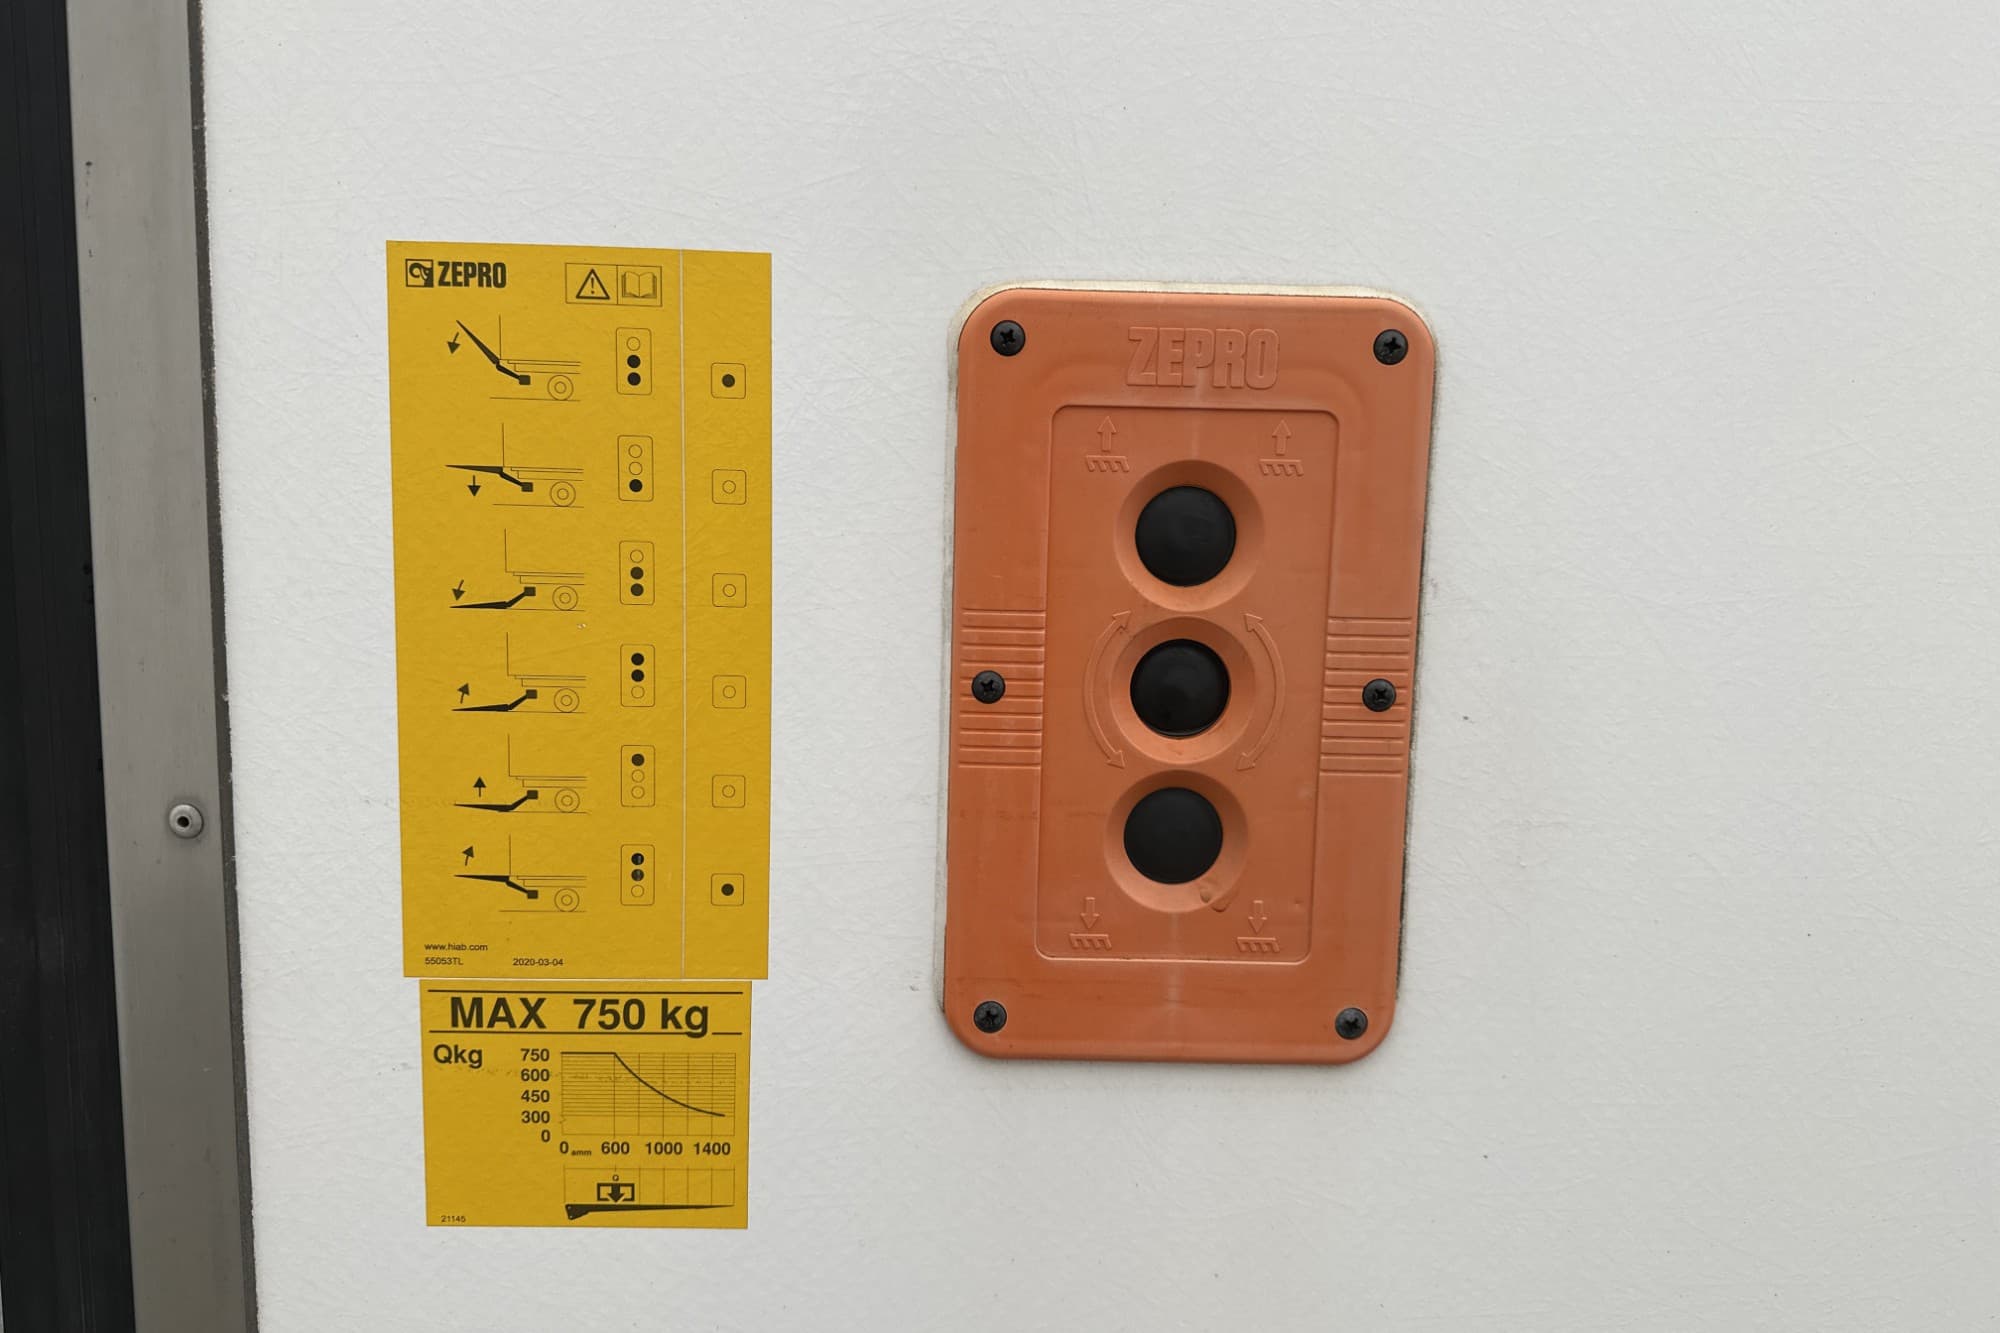 ZEPRO
www.hiab.com
55053TL 2020-03-04
MAX 750 kg
Qkg
750
600
450
300
0
0 amm 600 1000 1400
Q
21145
ZEPRO